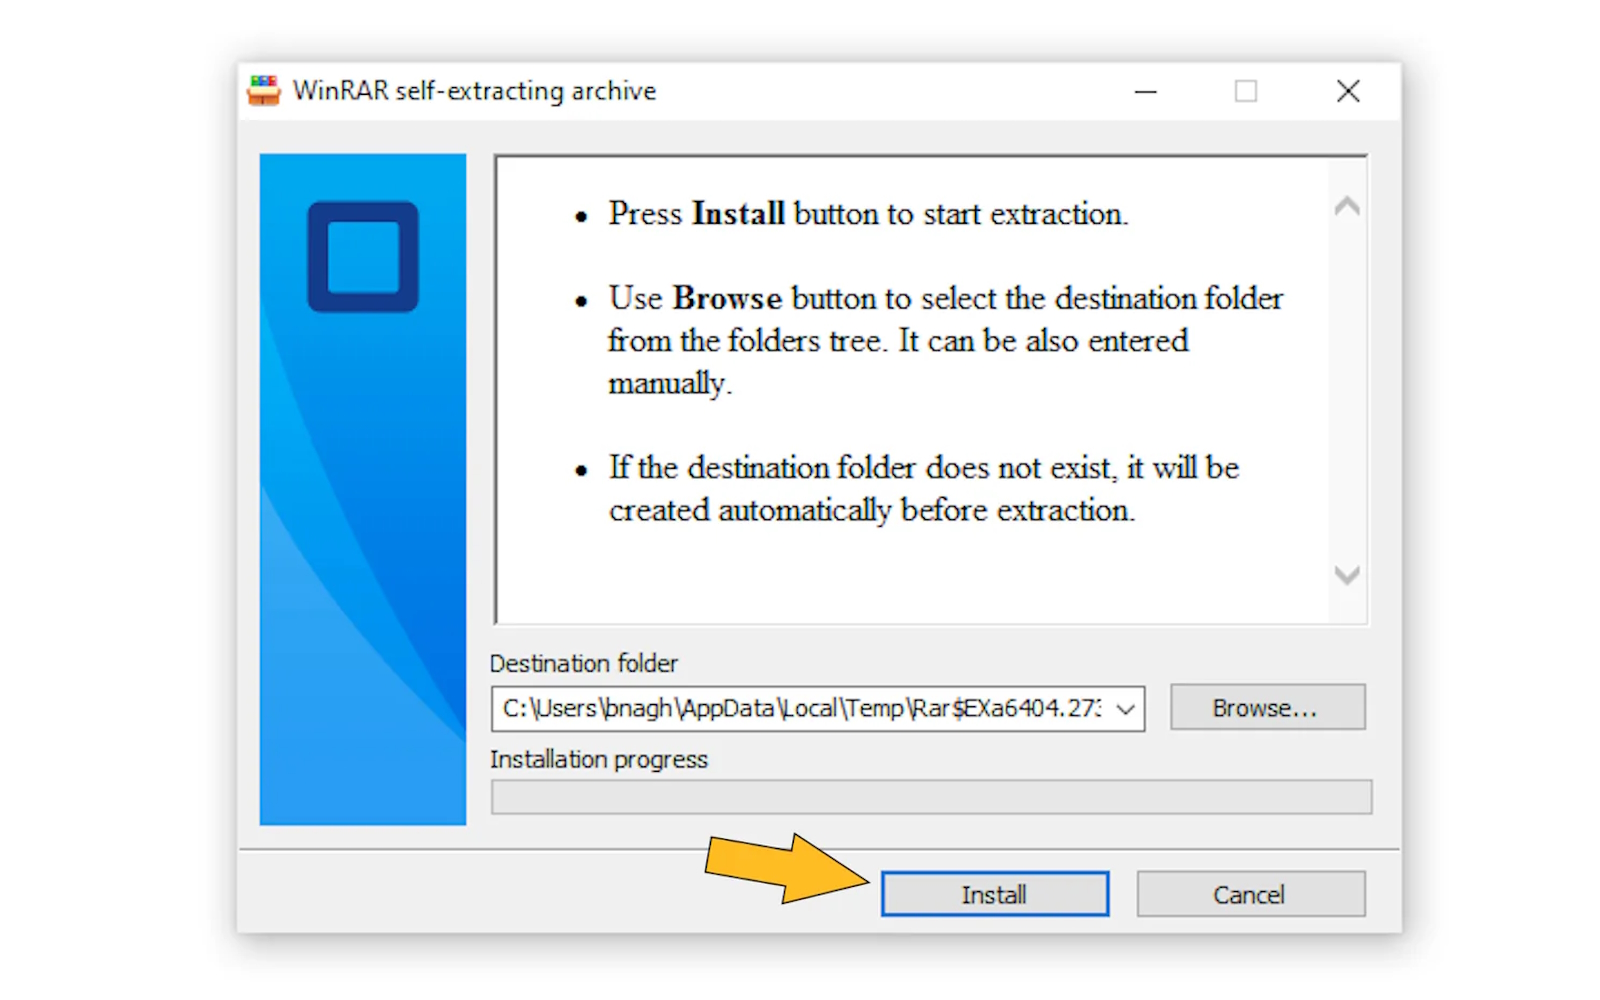 WinRAR self-extracting archive
Press Install button to start extraction.
Use Browse button to select the destination folder
from the folders tree. It can be also entered
manually.
If the destination folder does not exist, it will be
created automatically before extraction.
Destination folder
C:\Users\bnagh\AppData\Local\Temp\Rar$EXa6404.273
Browse...
Installation progress
Install
Cancel